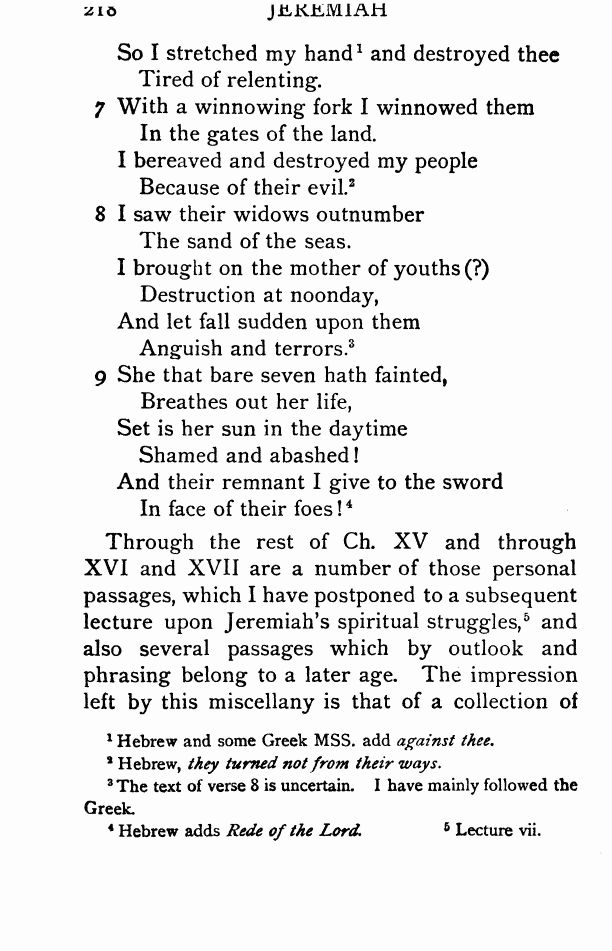 218 JEREMIAH
So I stretched my hand¹ and destroyed thee
Tired of relenting.
7 With a winnowing fork I winnowed them
In the gates of the land.
I bereaved and destroyed my people
Because of their evil.²
8 I saw their widows outnumber
The sand of the seas.
I brought on the mother of youths (?)
Destruction at noonday,
And let fall sudden upon them
Anguish and terrors.³
9 She that bare seven hath fainted,
Breathes out her life,
Set is her sun in the daytime
Shamed and abashed!
And their remnant I give to the sword
In face of their foes!⁴
Through the rest of Ch. XV and through
XVI and XVII are a number of those personal
passages, which I have postponed to a subsequent
lecture upon Jeremiah's spiritual struggles,⁵ and
also several passages which by outlook and
phrasing belong to a later age. The impression
left by this miscellany is that of a collection of
¹ Hebrew and some Greek MSS. add against thee.
² Hebrew, they turned not from their ways.
³ The text of verse 8 is uncertain. I have mainly followed the
Greek.
⁴ Hebrew adds Rede of the Lord. ⁵ Lecture vii.